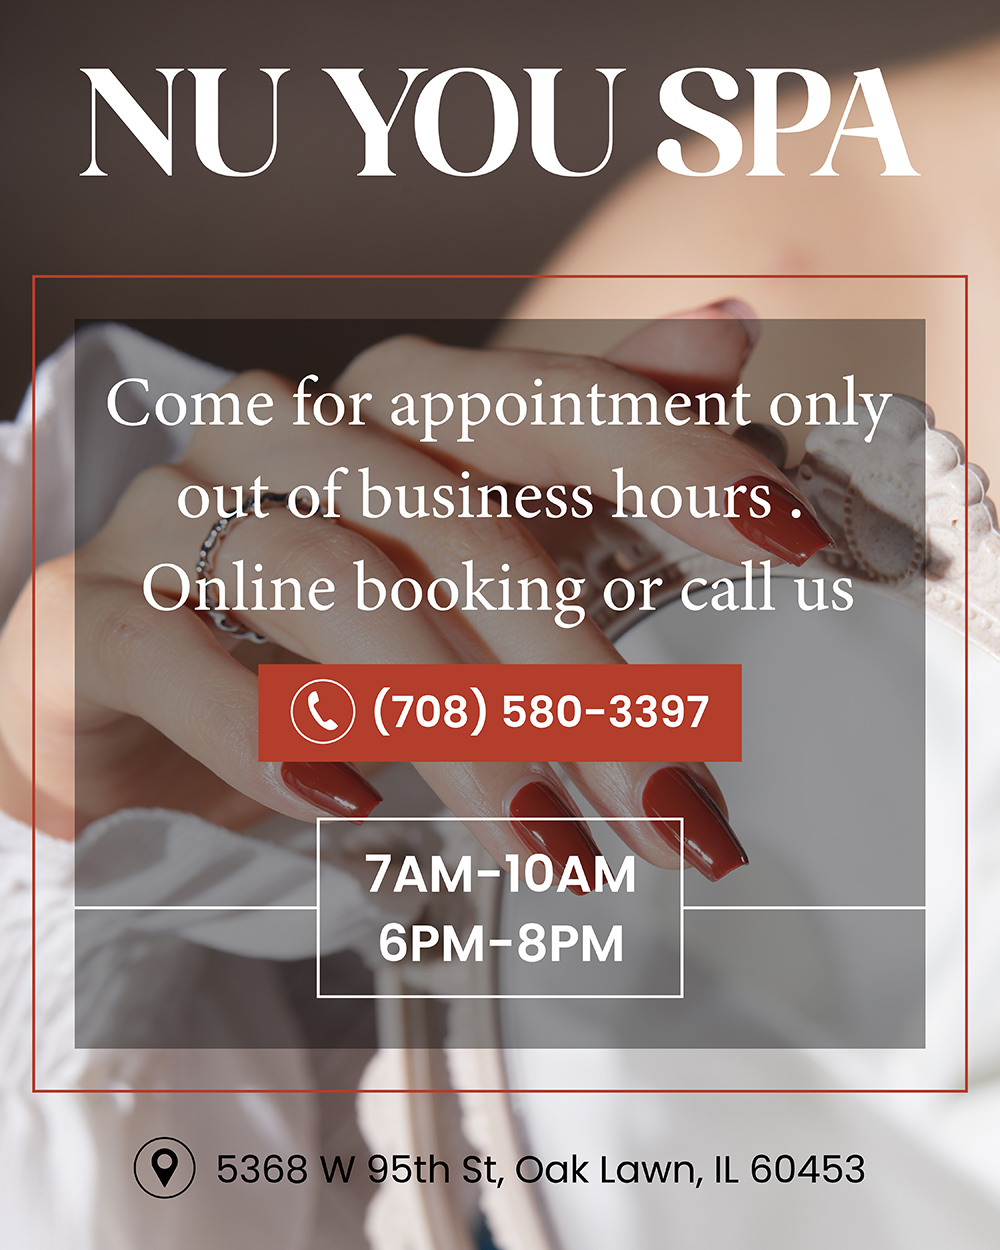 NU YOU SPA
Come for appointment only
out of business hours .
Online booking or call us
(708) 580-3397
7AM-10AM
6PM-8PM
5368 W 95th St, Oak Lawn, IL 60453